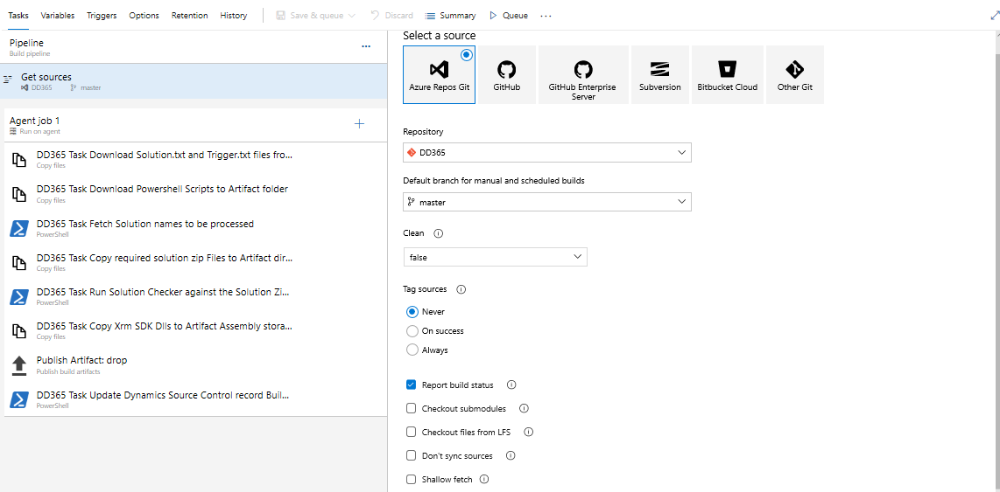 Tasks Variables Triggers Options Retention History Save & queue Discard Summary Queue ...
Pipeline
Build pipeline
...
Get sources
DD365 master
Agent job 1
Run on agent
DD365 Task Download Solution.txt and Trigger.txt files fro...
Copy files
DD365 Task Download Powershell Scripts to Artifact folder
Copy files
DD365 Task Fetch Solution names to be processed
PowerShell
DD365 Task Copy required solution zip Files to Artifact dir...
Copy files
DD365 Task Run Solution Checker against the Solution Zi...
PowerShell
DD365 Task Copy Xrm SDK Dlls to Artifact Assembly stora...
Copy files
Publish Artifact: drop
Publish build artifacts
DD365 Task Update Dynamics Source Control record Buil...
PowerShell
Select a source
Azure Repos Git
GitHub
GitHub Enterprise
Server
Subversion
Bitbucket Cloud
Other Git
Repository
DD365
Default branch for manual and scheduled builds
master
Clean
false
Tag sources
Never
On success
Always
Report build status
Checkout submodules
Checkout files from LFS
Don't sync sources
Shallow fetch